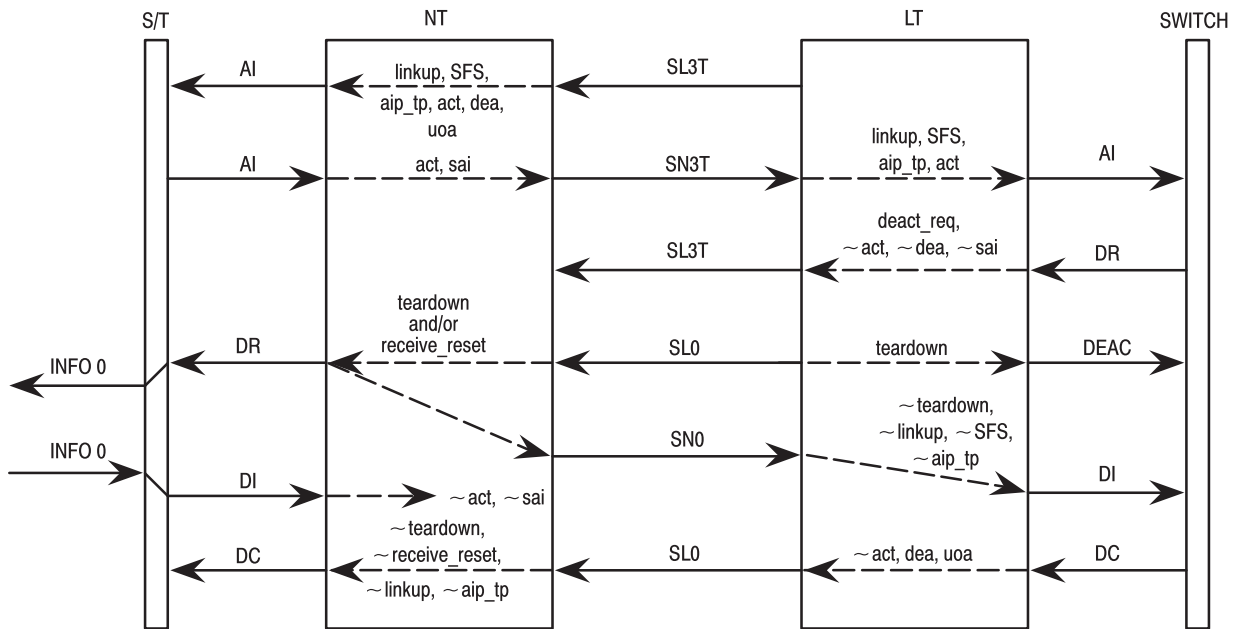 S/T
NT
LT
SWITCH
AI
linkup, SFS,
aip_tp, act, dea,
uoa
SL3T
AI
act, sai
SN3T
linkup, SFS,
aip_tp, act
AI
SL3T
deact_req,
~act, ~dea, ~sai
DR
INFO 0
DR
teardown
and/or
receive_reset
SL0
teardown
DEAC
INFO 0
SN0
~teardown,
~linkup, ~SFS,
~aip_tp
DI
~act, ~sai
DI
DC
~teardown,
~receive_reset,
~linkup, ~aip_tp
SL0
~act, dea, uoa
DC